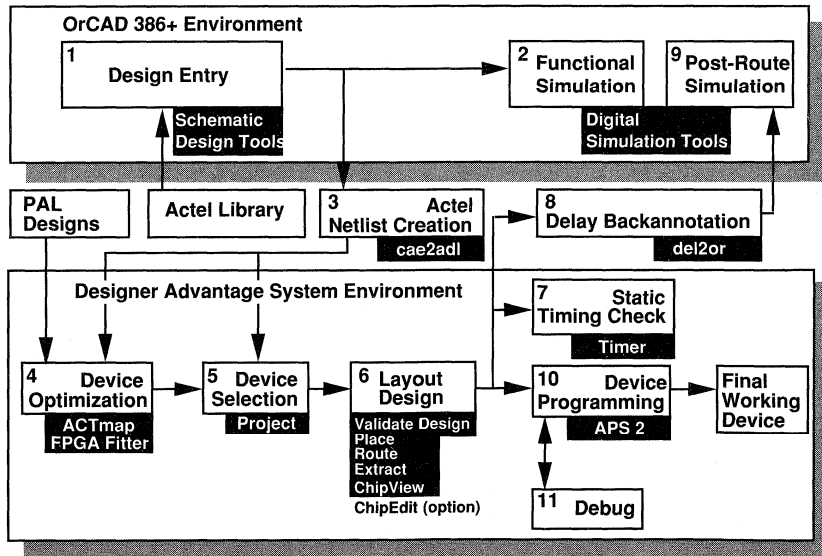 OrCAD 386+ Environment
1
Design Entry
Schematic
Design Tools
2 Functional
Simulation
9 Post-Route
Simulation
Digital
Simulation Tools
PAL
Designs
Actel Library
3 Actel
Netlist Creation
cae2adl
8
Delay Backannotation
del2or
Designer Advantage System Environment
7 Static
Timing Check
Timer
4 Device
Optimization
ACTmap
FPGA Fitter
5 Device
Selection
Project
6 Layout
Design
Validate Design
Place
Route
Extract
ChipView
ChipEdit (option)
10 Device
Programming
APS 2
Final
Working
Device
11 Debug